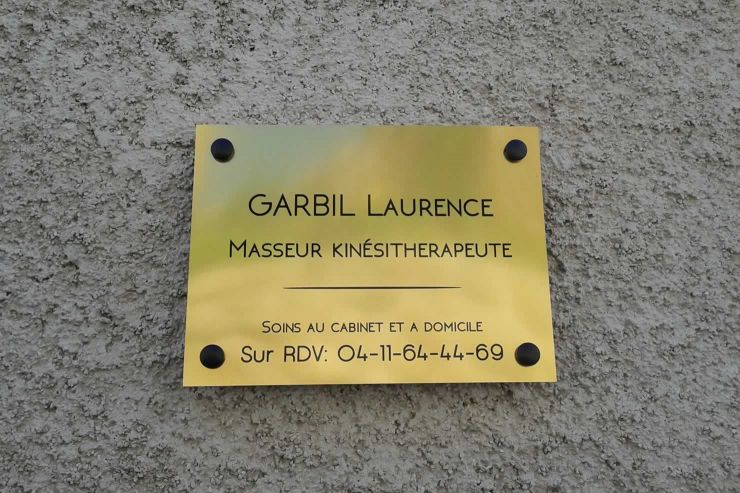 GARBIL LAURENCE
MASSEUR KINÉSITHERAPEUTE
SOINS AU CABINET ET A DOMICILE
Sur RDV: 04-11-64-44-69